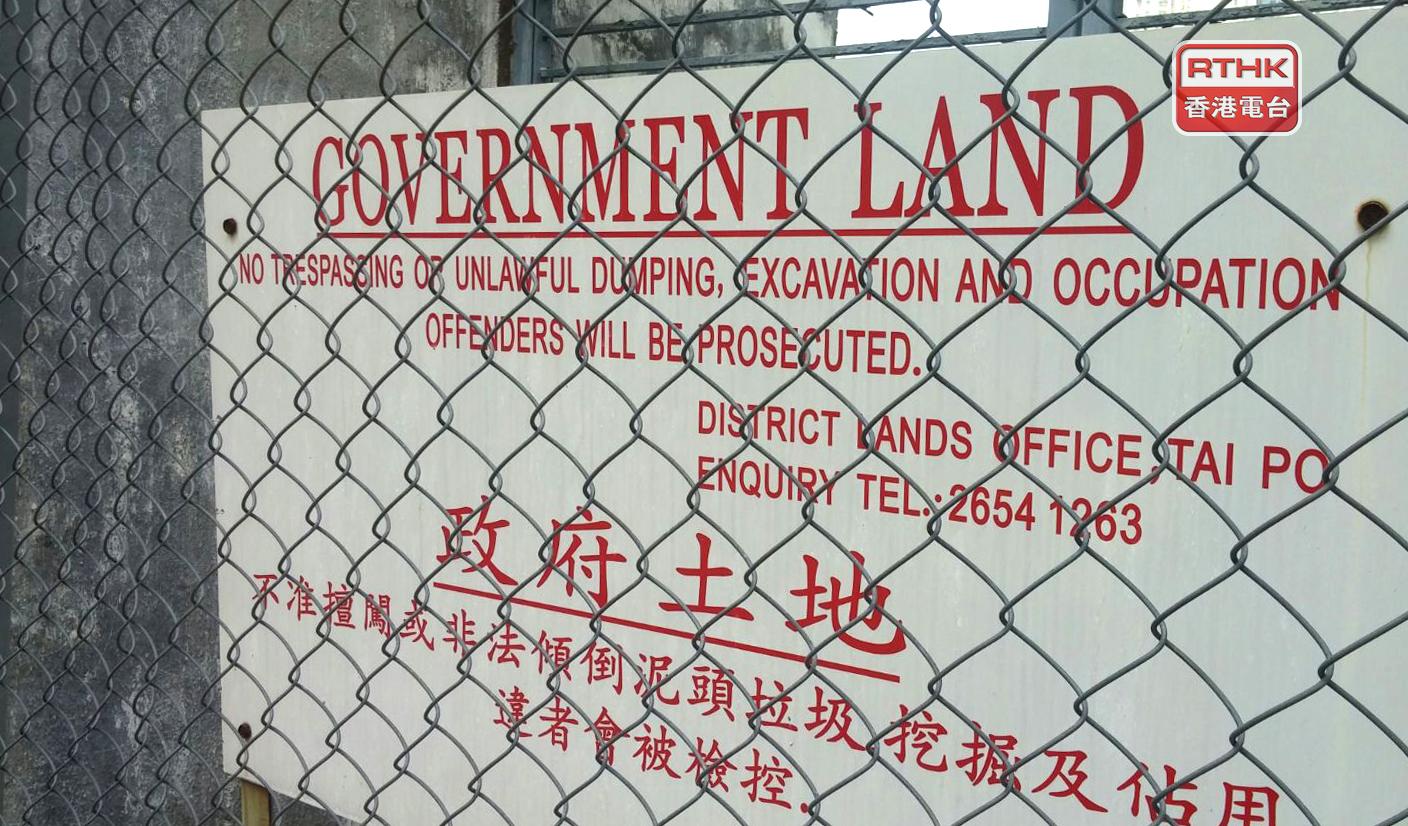 RTHK
香港電台
GOVERNMENT LAND
NO TRESPASSING OR UNLAWFUL DUMPING, EXCAVATION AND OCCUPATION
OFFENDERS WILL BE PROSECUTED.
DISTRICT LANDS OFFICE, TAI PO
ENQUIRY TEL.: 2654 1263
政府土地
不准擅闖或非法傾倒泥頭垃圾挖掘及佔用
違者會被檢控.